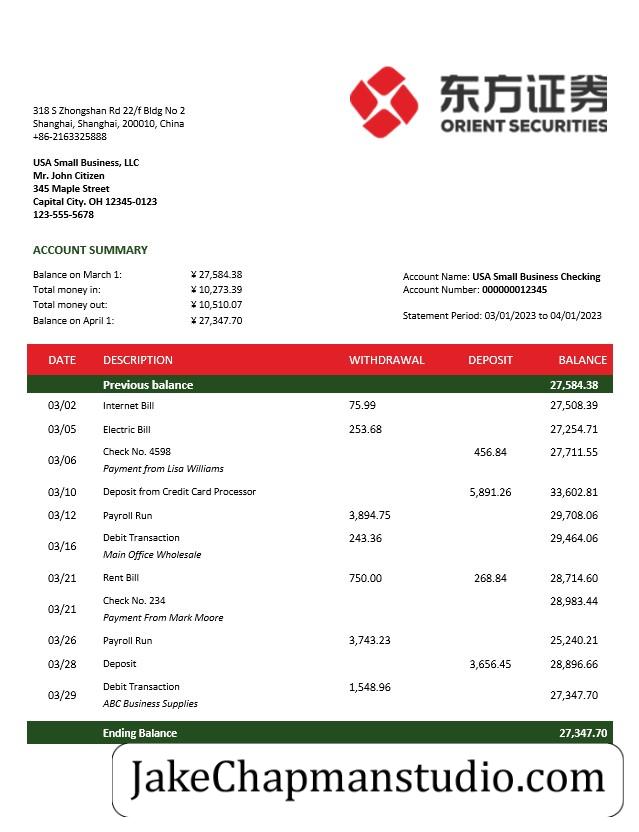 东方证券
ORIENT SECURITIES
318 S Zhongshan Rd 22/f Bldg No 2
Shanghai, Shanghai, 200010, China
+86-2163325888
USA Small Business, LLC
Mr. John Citizen
345 Maple Street
Capital City. OH 12345-0123
123-555-5678
ACCOUNT SUMMARY
Balance on March 1: ¥ 27,584.38
Total money in: ¥ 10,273.39
Total money out: ¥ 10,510.07
Balance on April 1: ¥ 27,347.70
Account Name: USA Small Business Checking
Account Number: 000000012345
Statement Period: 03/01/2023 to 04/01/2023
DATE DESCRIPTION WITHDRAWAL DEPOSIT BALANCE
Previous balance 27,584.38
03/02 Internet Bill 75.99 27,508.39
03/05 Electric Bill 253.68 27,254.71
03/06 Check No. 4598 456.84 27,711.55
Payment from Lisa Williams
03/10 Deposit from Credit Card Processor 5,891.26 33,602.81
03/12 Payroll Run 3,894.75 29,708.06
03/16 Debit Transaction 243.36 29,464.06
Main Office Wholesale
03/21 Rent Bill 750.00 268.84 28,714.60
03/21 Check No. 234 28,983.44
Payment From Mark Moore
03/26 Payroll Run 3,743.23 25,240.21
03/28 Deposit 3,656.45 28,896.66
03/29 Debit Transaction 1,548.96 27,347.70
ABC Business Supplies
Ending Balance 27,347.70
JakeChapmanstudio.com